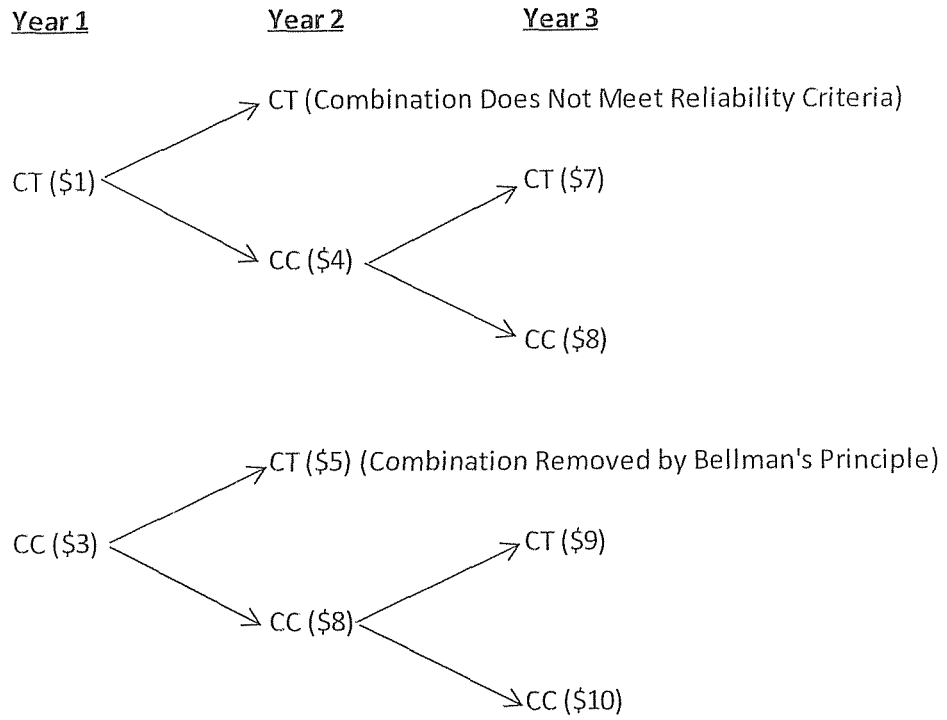 Year 1 Year 2 Year 3
CT (Combination Does Not Meet Reliability Criteria)
CT ($1) CT ($7)
CC ($4)
CC ($8)
CT ($5) (Combination Removed by Bellman's Principle)
CC ($3) CT ($9)
CC ($8)
CC ($10)